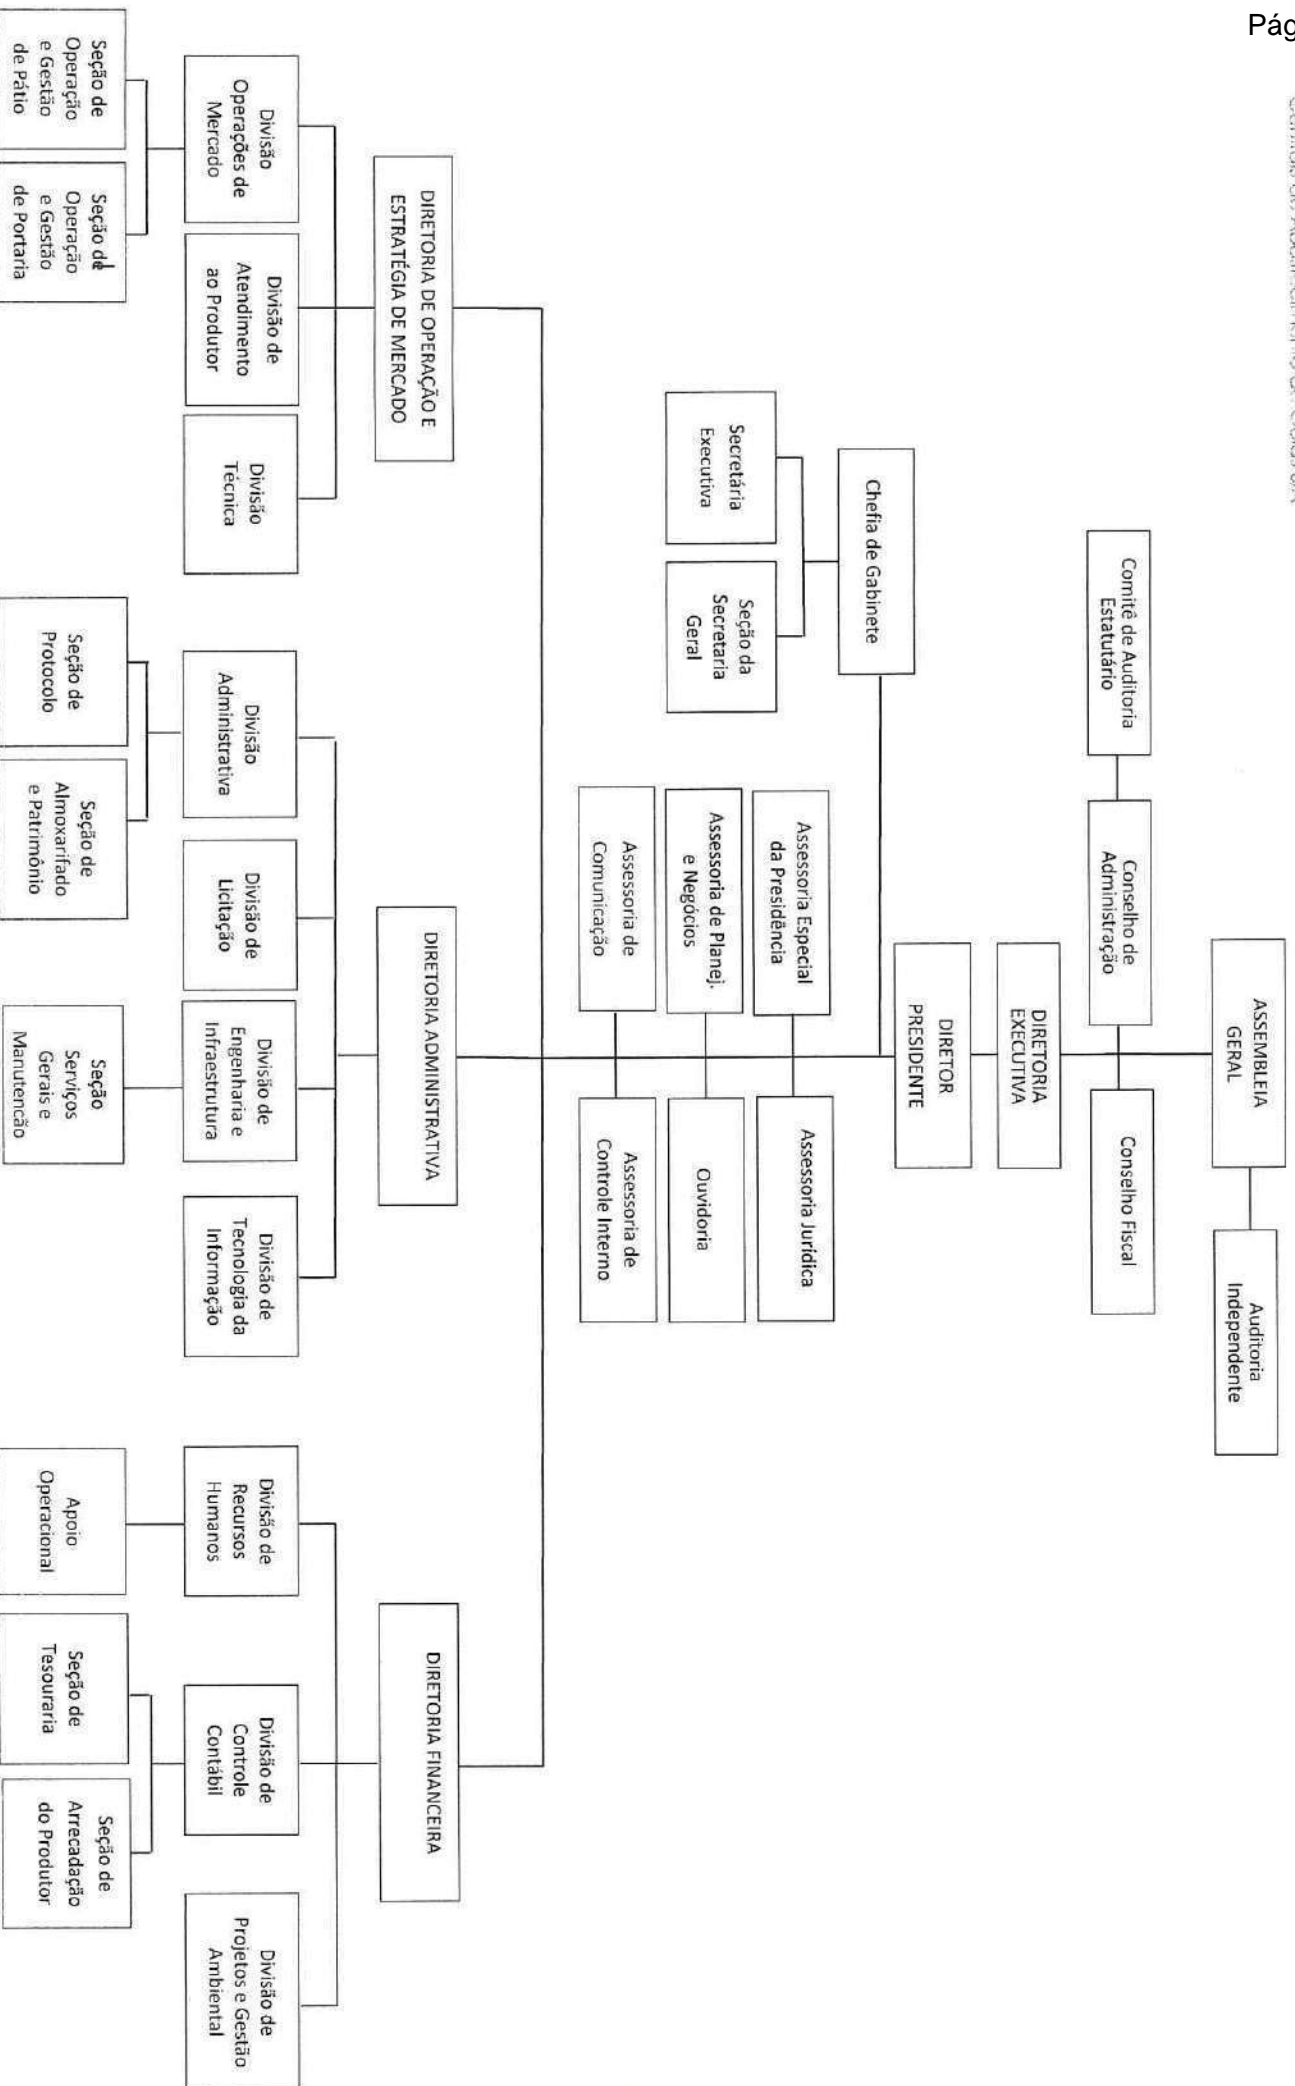 Pág
ASSEMBLEIA
GERAL
Auditoria
Independente
Comitê de Auditoria
Estatutário
Conselho de
Administração
Conselho Fiscal
DIRETORIA
EXECUTIVA
DIRETOR
PRESIDENTE
Chefia de Gabinete
Secretária
Executiva
Seção da
Secretaria
Geral
Assessoria Especial
da Presidência
Assessoria Jurídica
Assessoria de Planej.
e Negócios
Ouvidoria
Assessoria de
Comunicação
Assessoria de
Controle Interno
DIRETORIA DE OPERAÇÃO E
ESTRATÉGIA DE MERCADO
DIRETORIA ADMINISTRATIVA
DIRETORIA FINANCEIRA
Divisão
Operações de
Mercado
Divisão de
Atendimento
ao Produtor
Divisão
Técnica
Divisão
Administrativa
Divisão de
Licitação
Divisão de
Engenharia e
Infraestrutura
Divisão de
Tecnologia da
Informação
Divisão de
Recursos
Humanos
Divisão de
Controle
Contábil
Divisão de
Projetos e Gestão
Ambiental
Seção de
Operação
e Gestão
de Pátio
Seção de
Operação
e Gestão
de Portaria
Seção de
Protocolo
Seção de
Almoxarifado
e Patrimônio
Seção
Serviços
Gerais e
Manutenção
Apoio
Operacional
Seção de
Tesouraria
Seção de
Arrecadação
do Produtor